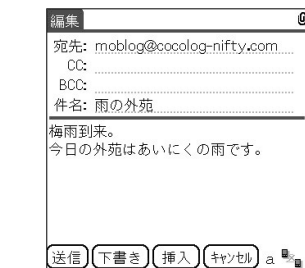 編集
宛先: moblog@cocolog-nifty.com
CC:
BCC:
件名: 雨の外苑
梅雨到来。
今日の外苑はあいにくの雨です。
送信 下書き 挿入 キャンセル a